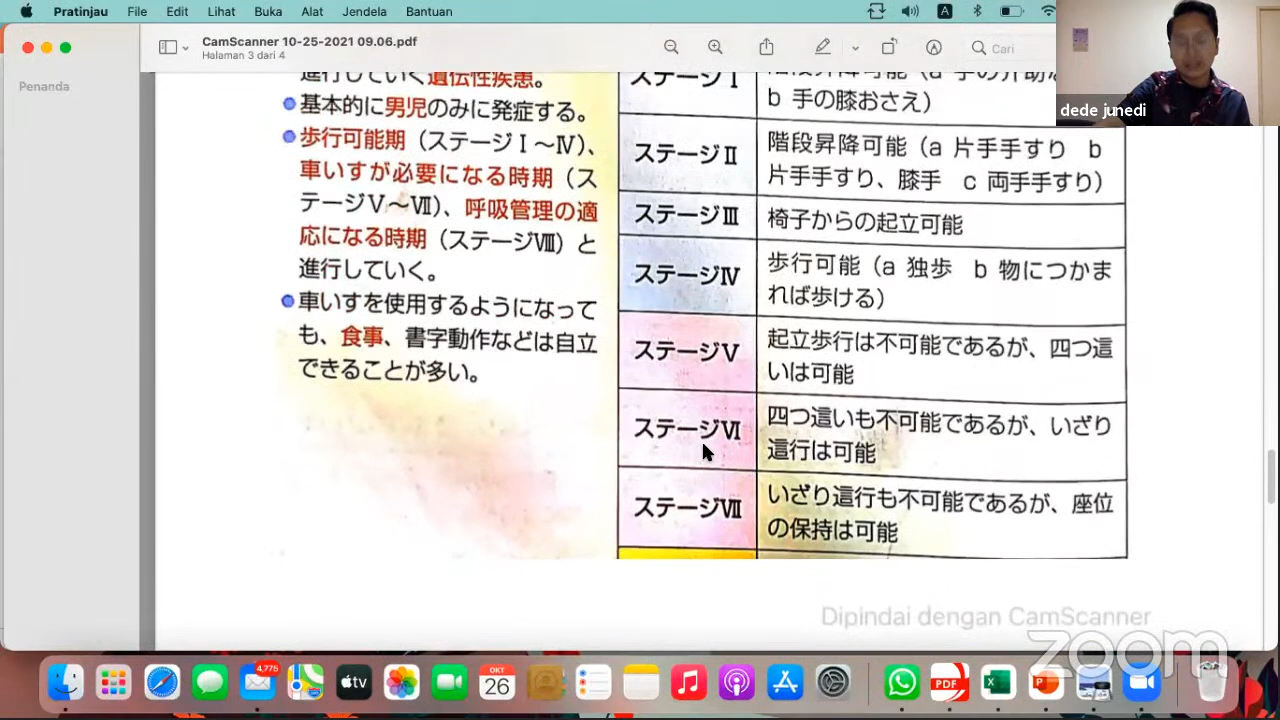 Pratinjau File Edit Lihat Buka Alat Jendela Bantuan
CamScanner 10-25-2021 09.06.pdf
Halaman 3 dari 4
Cari
dede junedi
Penanda
進行していく遺伝性疾患。
基本的に男児のみに発症する。
歩行可能期（ステージⅠ～Ⅳ）、
車いすが必要になる時期（ス
テージⅤ～Ⅶ）、呼吸管理の適
応になる時期（ステージⅧ）と
進行していく。
車いすを使用するようになって
も、食事、書字動作などは自立
できることが多い。
ステージⅠ
b 手の膝おさえ）
ステージⅡ
階段昇降可能（a 片手手すり b
片手手すり、膝手 c 両手手すり）
ステージⅢ
椅子からの起立可能
ステージⅣ
歩行可能（a 独歩 b 物につかま
れば歩ける）
ステージⅤ
起立歩行は不可能であるが、四つ這
いは可能
ステージⅥ
四つ這いも不可能であるが、いざり
這行は可能
ステージⅦ
いざり這行も不可能であるが、座位
の保持は可能
Dipindai dengan CamScanner
zoom
4,775
tv
OKT
26
PDF